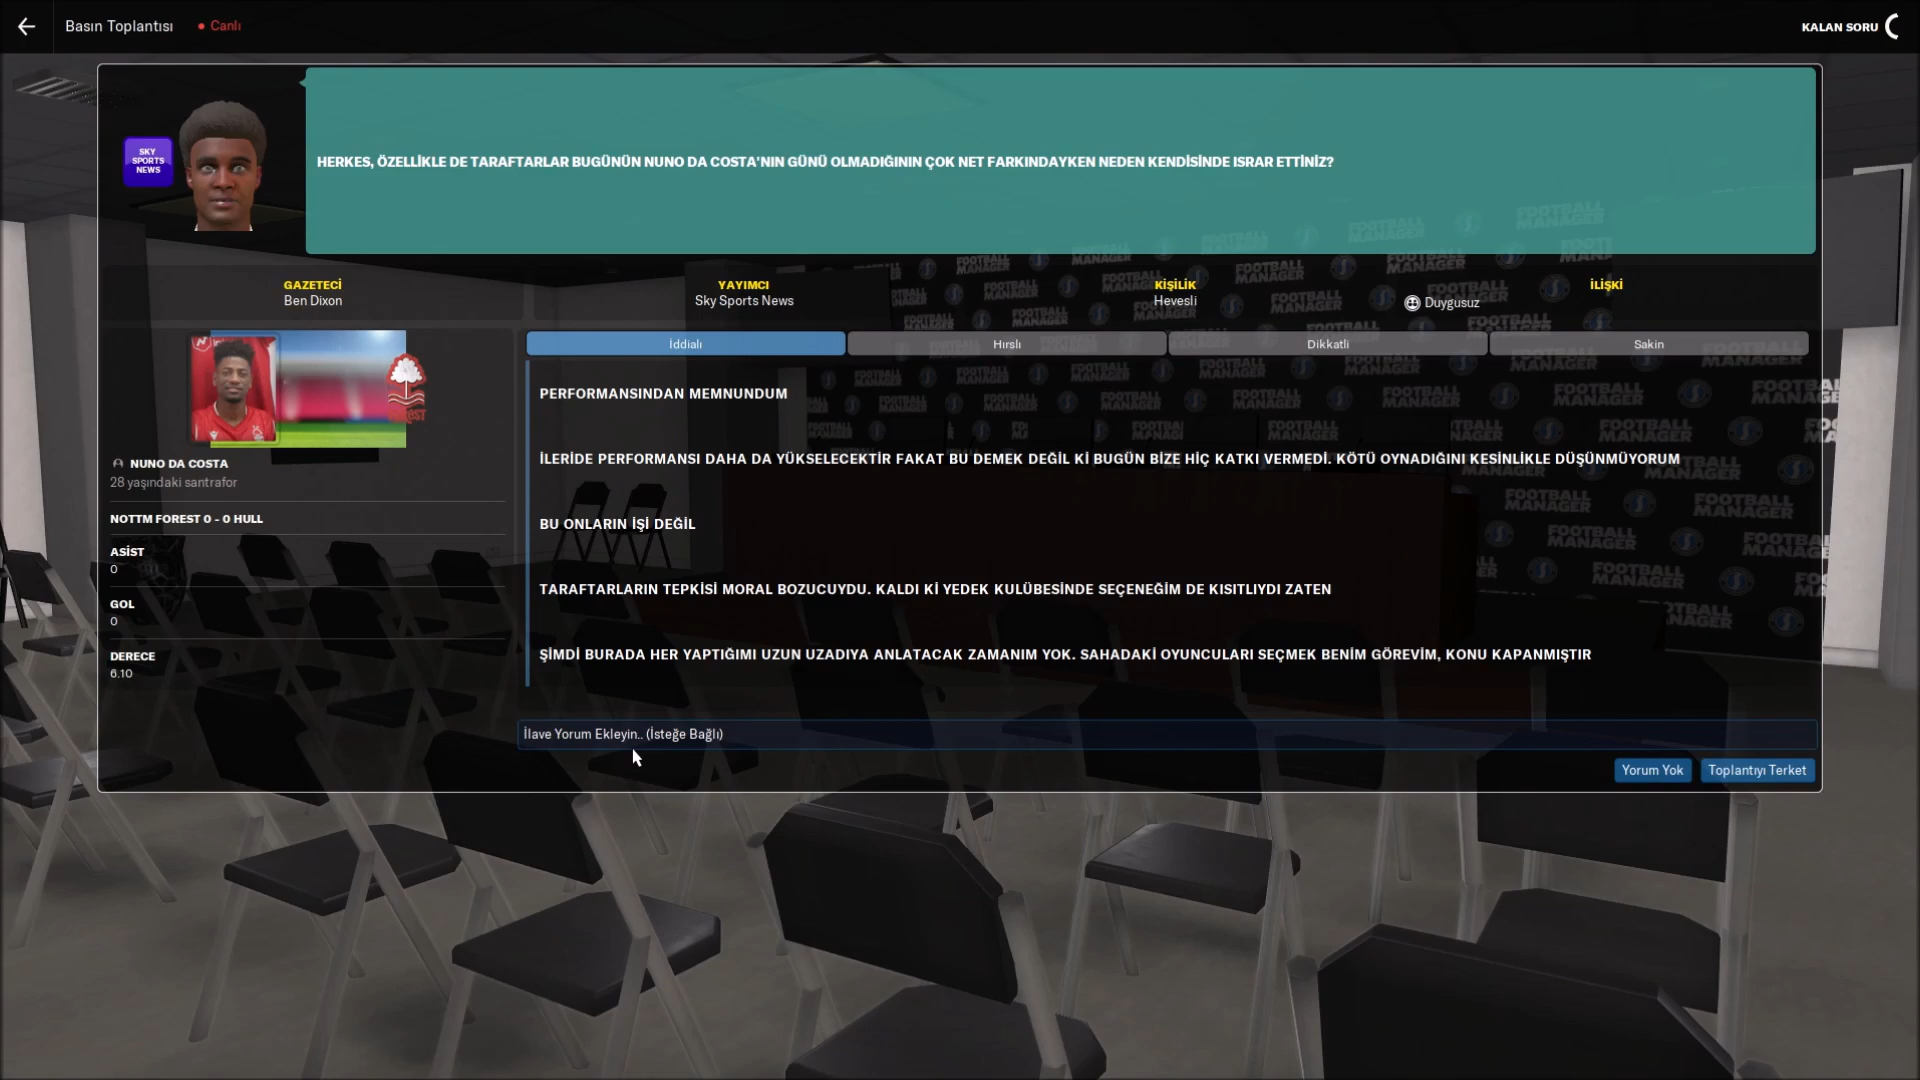 Basın Toplantısı
Canlı
KALAN SORU
SKY
SPORTS
NEWS
HERKES, ÖZELLİKLE DE TARAFTARLAR BUGÜNÜN NUNO DA COSTA'NIN GÜNÜ OLMADIĞININ ÇOK NET FARKINDAYKEN NEDEN KENDİSİNDE ISRAR ETTİNİZ?
GAZETECİ
Ben Dixon
YAYIMCI
Sky Sports News
KİŞİLİK
Hevesli
İLİŞKİ
Duygusuz
İddialı
Hırslı
Dikkatli
Sakin
NUNO DA COSTA
28 yaşındaki santrafor
NOTTM FOREST 0 - 0 HULL
ASİST
0
GOL
0
DERECE
6.10
PERFORMANSINDAN MEMNUNDUM
İLERİDE PERFORMANSI DAHA DA YÜKSELECEKTİR FAKAT BU DEMEK DEĞİL Kİ BUGÜN BİZE HİÇ KATKI VERMEDİ. KÖTÜ OYNADIĞINI KESİNLİKLE DÜŞÜNMÜYORUM
BU ONLARIN İŞİ DEĞİL
TARAFTARLARIN TEPKİSİ MORAL BOZUCUYDU. KALDI Kİ YEDEK KULÜBESİNDE SEÇENEĞİM DE KISITLIYDI ZATEN
ŞİMDİ BURADA HER YAPTIĞIMI UZUN UZADIYA ANLATACAK ZAMANIM YOK. SAHADAKİ OYUNCULARI SEÇMEK BENİM GÖREVİM, KONU KAPANMIŞTIR
İlave Yorum Ekleyin.. (İsteğe Bağlı)
Yorum Yok
Toplantıyı Terket
FOOTBALL
MANAGER